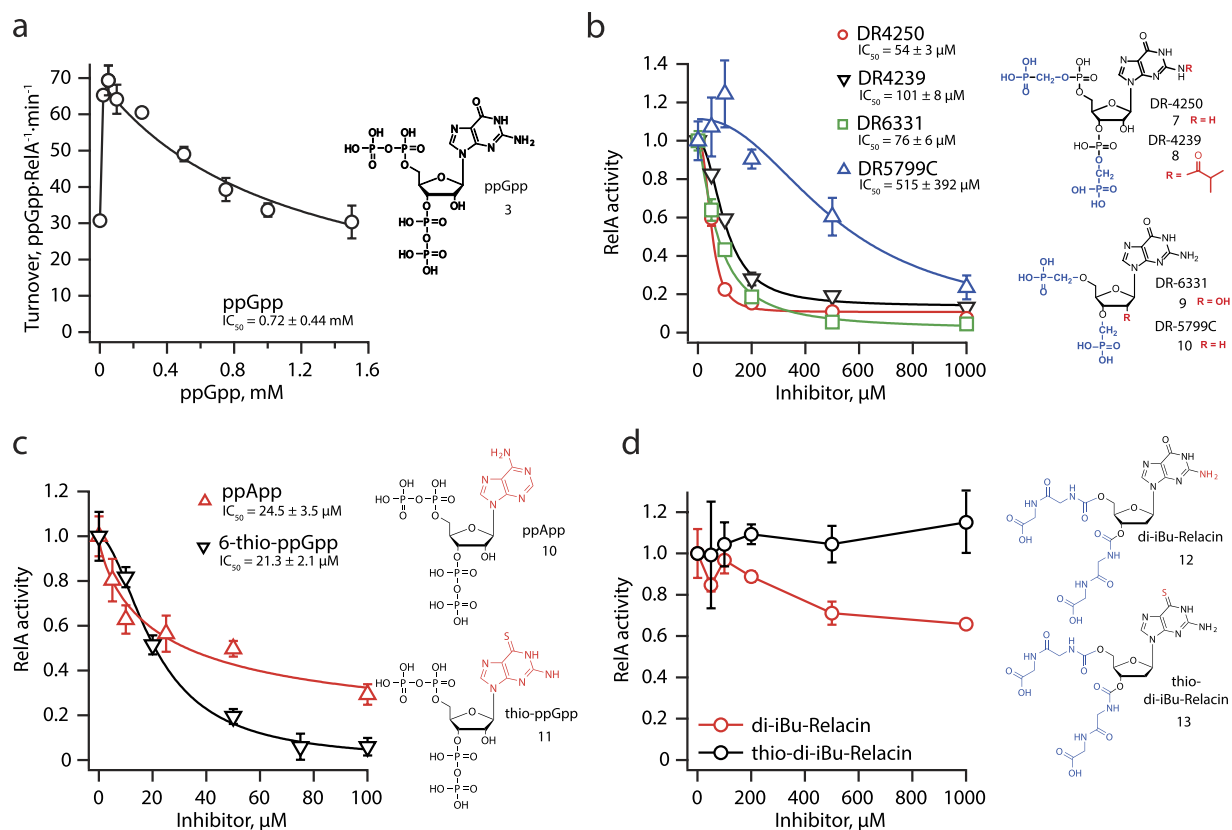 a
Turnover, ppGpp·RelA⁻¹·min⁻¹
70
60
50
40
30
20
10
0
0
0.4
0.8
1.2
1.6
ppGpp, mM
ppGpp
IC₅₀ = 0.72 ± 0.44 mM
ppGpp
3
b
DR4250
IC₅₀ = 54 ± 3 µM
DR4239
IC₅₀ = 101 ± 8 µM
DR6331
IC₅₀ = 76 ± 6 µM
DR5799C
IC₅₀ = 515 ± 392 µM
RelA activity
1.4
1.2
1.0
0.8
0.6
0.4
0.2
0
0
200
400
600
800
1000
Inhibitor, µM
DR-4250
7 R = H
DR-4239
8
R =
DR-6331
9 R = OH
DR-5799C
10 R = H
c
ppApp
IC₅₀ = 24.5 ± 3.5 µM
6-thio-ppGpp
IC₅₀ = 21.3 ± 2.1 µM
RelA activity
1.2
1.0
0.8
0.6
0.4
0.2
0
0
20
40
60
80
100
Inhibitor, µM
ppApp
10
thio-ppGpp
11
d
RelA activity
1.2
1.0
0.8
0.6
0.4
0.2
0
0
200
400
600
800
1000
Inhibitor, µM
di-iBu-Relacin
thio-di-iBu-Relacin
di-iBu-Relacin
12
thio-
di-iBu-Relacin
13